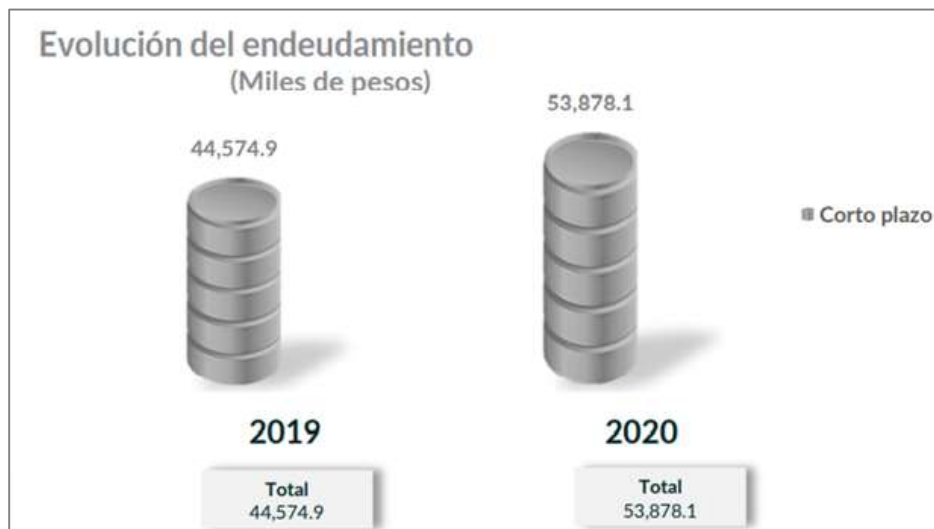 Evolución del endeudamiento
(Miles de pesos)
53,878.1
44,574.9
Corto plazo
2019
2020
Total
44,574.9
Total
53,878.1